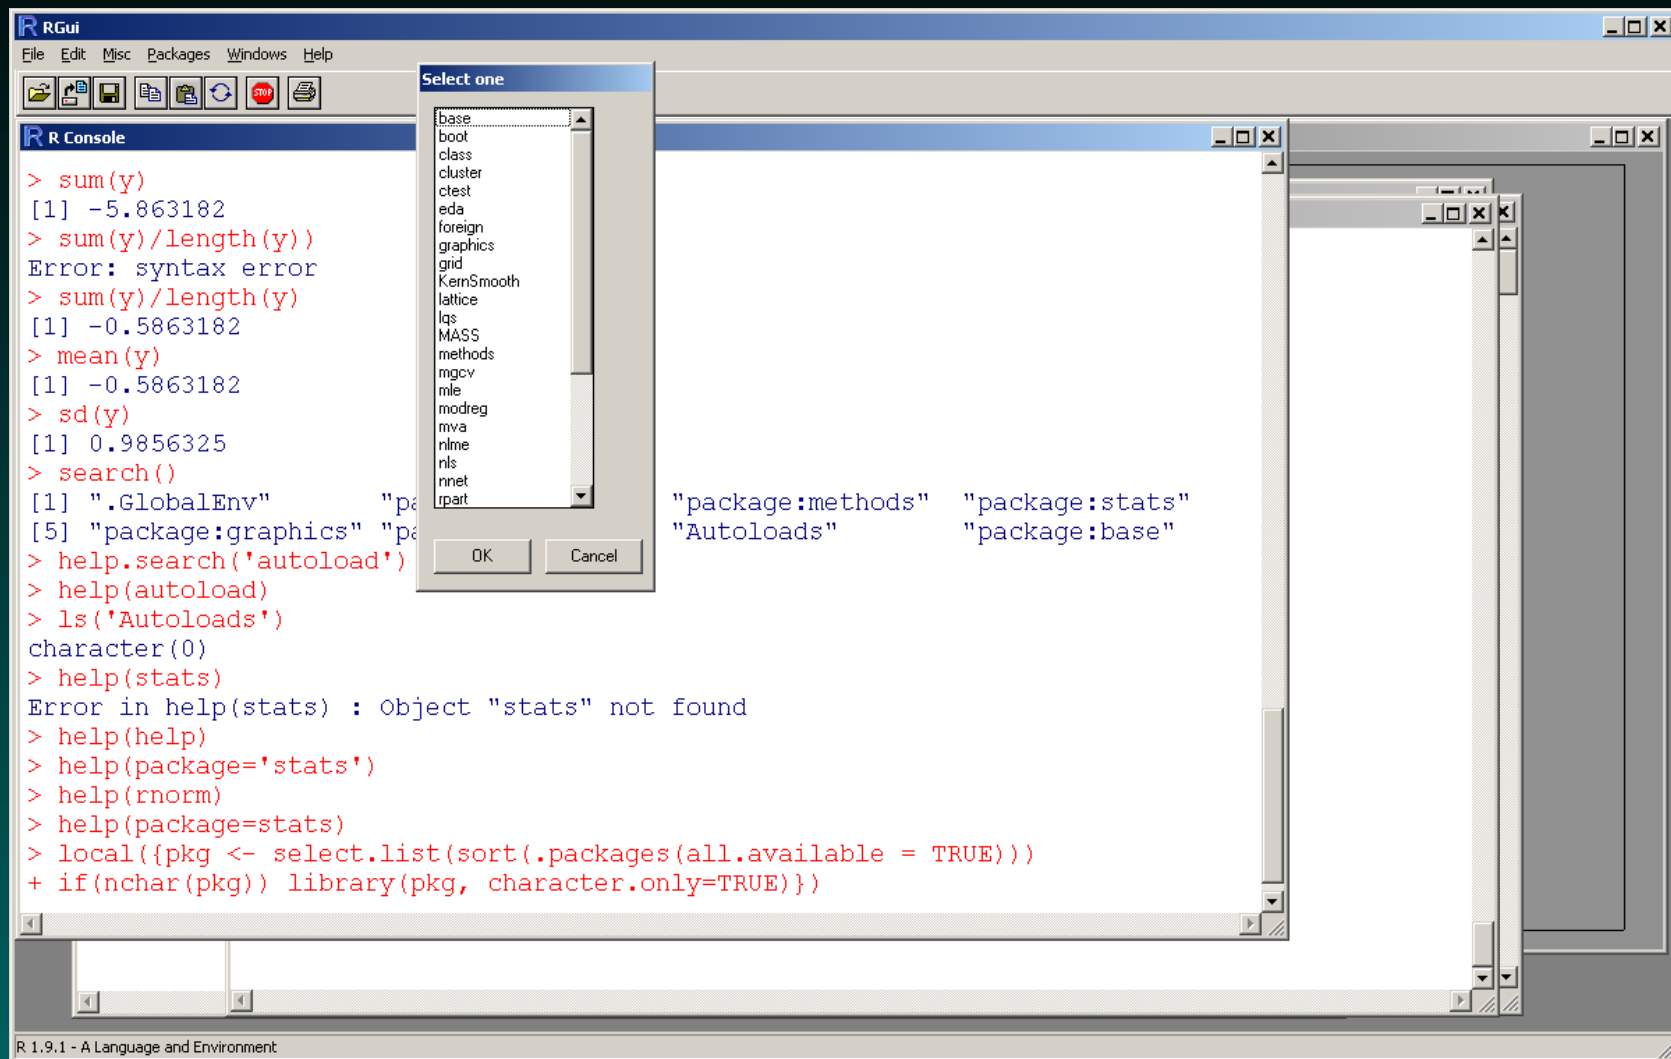 RGui
File Edit Misc Packages Windows Help
STOP
R Console
> sum(y)
[1] -5.863182
> sum(y)/length(y))
Error: syntax error
> sum(y)/length(y)
[1] -0.5863182
> mean(y)
[1] -0.5863182
> sd(y)
[1] 0.9856325
> search()
[1] ".GlobalEnv" "pa "package:methods" "package:stats"
[5] "package:graphics" "pa "Autoloads" "package:base"
> help.search('autoload')
> help(autoload)
> ls('Autoloads')
character(0)
> help(stats)
Error in help(stats) : Object "stats" not found
> help(help)
> help(package='stats')
> help(rnorm)
> help(package=stats)
> local({pkg <- select.list(sort(.packages(all.available = TRUE)))
+ if(nchar(pkg)) library(pkg, character.only=TRUE)})
Select one
base
boot
class
cluster
ctest
eda
foreign
graphics
grid
KernSmooth
lattice
lqs
MASS
methods
mgcv
mle
modreg
mva
nlme
nls
nnet
rpart
OK Cancel
R 1.9.1 - A Language and Environment